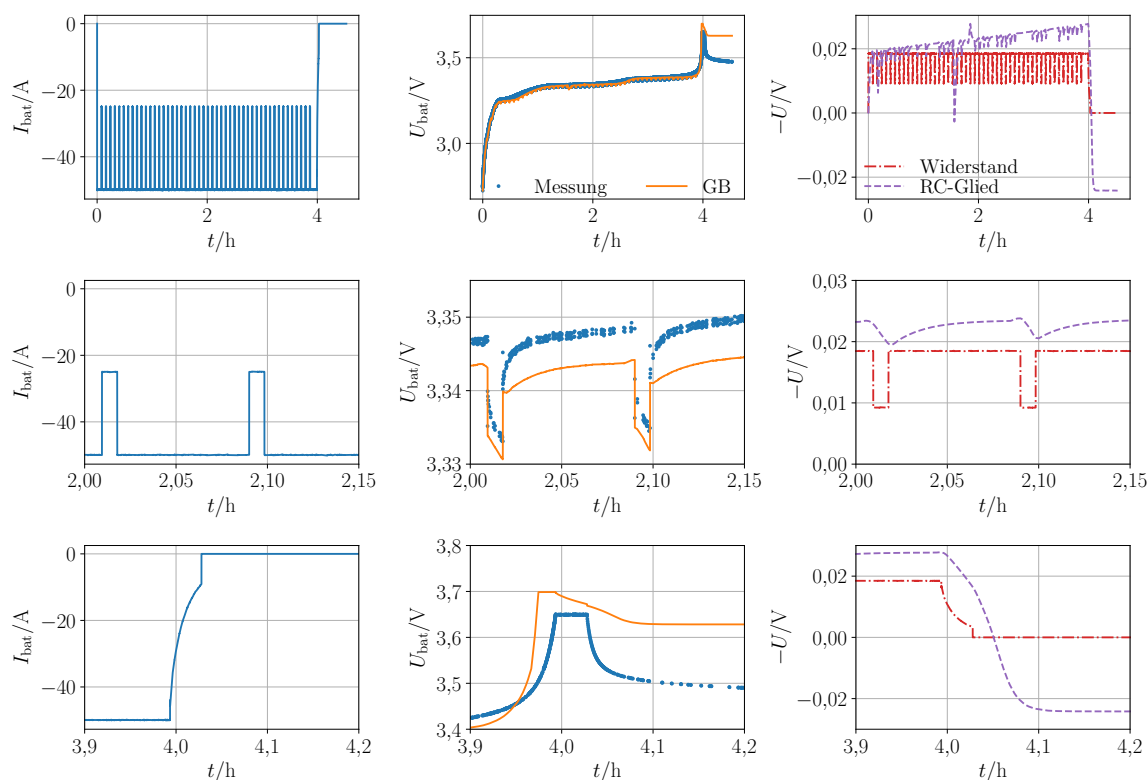 0
−20
−40
I_bat/A
0
2
4
t/h
3,5
3,0
U_bat/V
Messung
GB
0
2
4
t/h
0,02
0,00
−0,02
−U/V
Widerstand
RC-Glied
0
2
4
t/h
0
−20
−40
I_bat/A
2,00
2,05
2,10
2,15
t/h
3,35
3,34
3,33
U_bat/V
2,00
2,05
2,10
2,15
t/h
0,03
0,02
0,01
0,00
−U/V
2,00
2,05
2,10
2,15
t/h
0
−20
−40
I_bat/A
3,9
4,0
4,1
4,2
t/h
3,8
3,7
3,6
3,5
3,4
U_bat/V
3,9
4,0
4,1
4,2
t/h
0,02
0,00
−0,02
−U/V
3,9
4,0
4,1
4,2
t/h